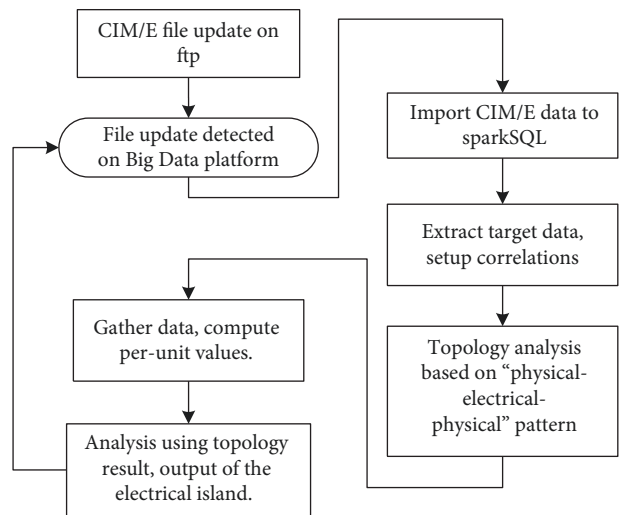 CIM/E file update on
ftp
File update detected
on Big Data platform
Import CIM/E data to
sparkSQL
Extract target data,
setup correlations
Topology analysis
based on “physical-
electrical-
physical” pattern
Gather data, compute
per-unit values.
Analysis using topology
result, output of the
electrical island.